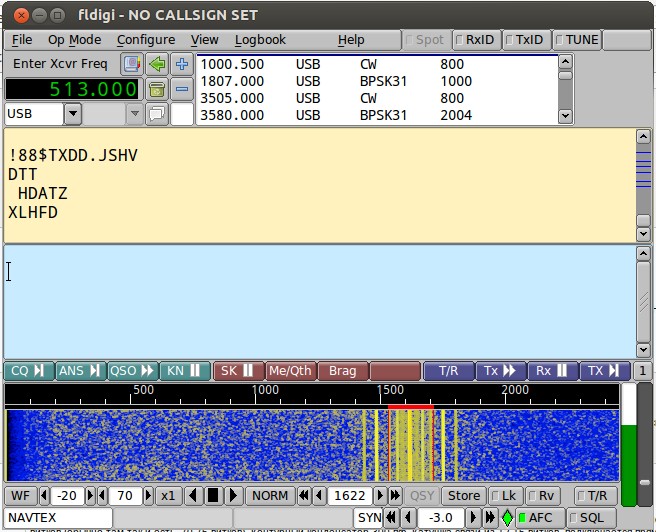 fldigi - NO CALLSIGN SET
File Op Mode Configure View Logbook Help Spot RxID TxID TUNE
Enter Xcvr Freq
513.000
USB
1000.500 USB CW 800
1807.000 USB BPSK31 1000
3505.000 USB CW 800
3580.000 USB BPSK31 2004
!88$TXDD.JSHV
DTT
HDATZ
XLHFD
CQ ANS QSO KN SK Me/Qth Brag T/R Tx Rx TX 1
500 1000 1500 2000
WF -20 70 x1 NORM 1622 QSY Store Lk Rv T/R
NAVTEX SYN -3.0 AFC SQL